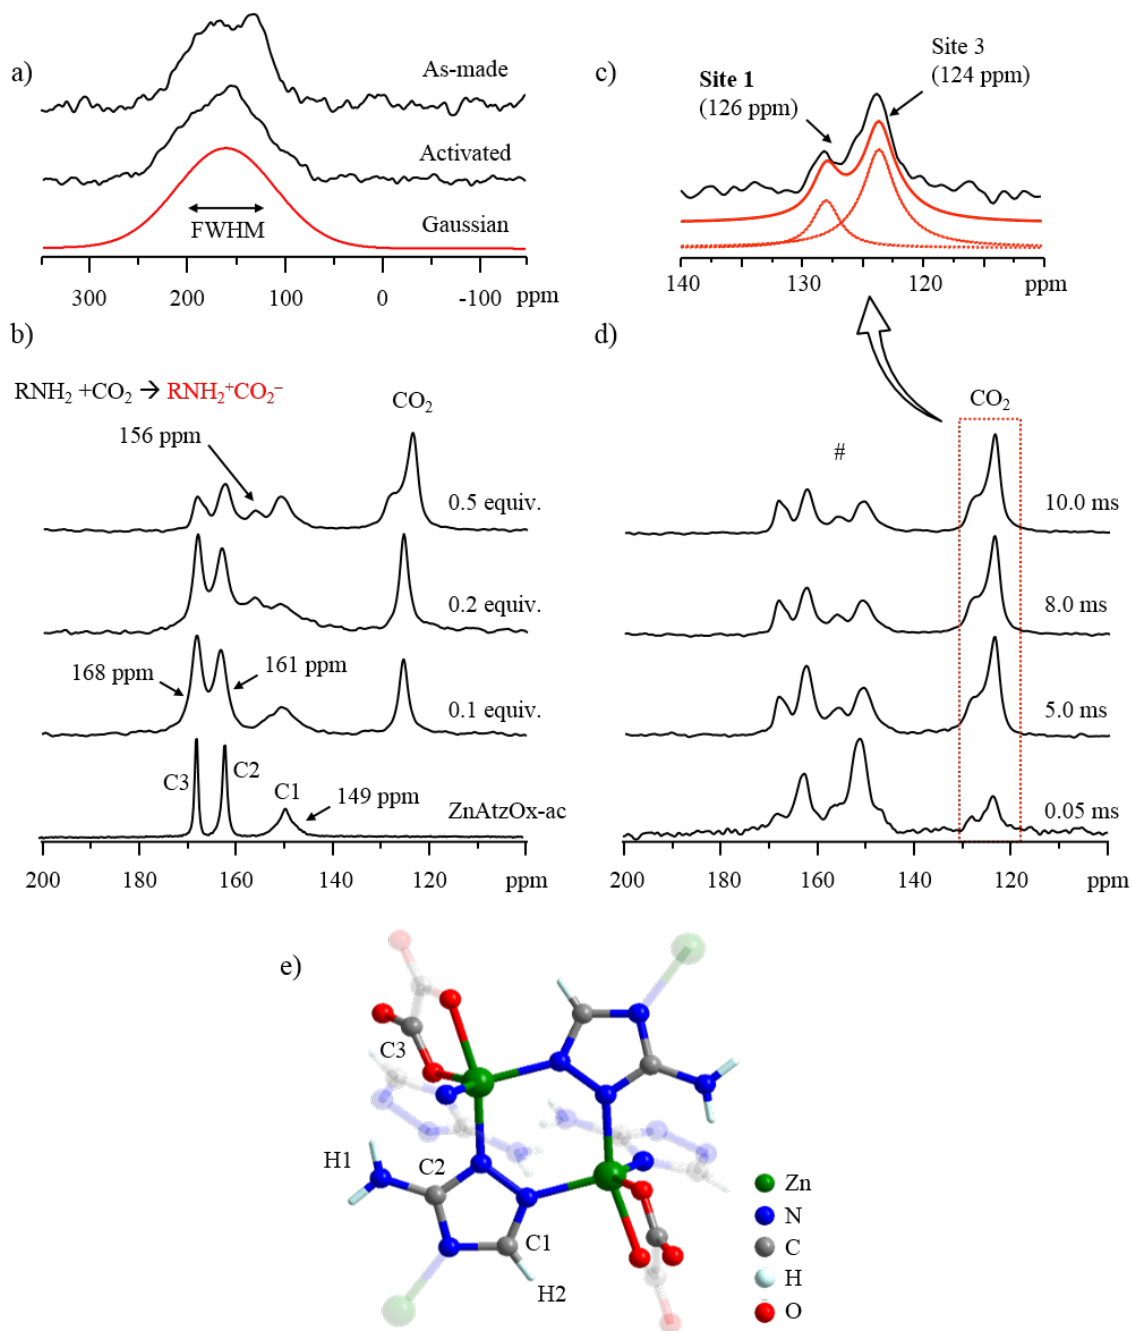 a)
As-made
Activated
Gaussian
FWHM
300 200 100 0 -100 ppm
c)
Site 1
(126 ppm)
Site 3
(124 ppm)
140 130 120 ppm
b)
RNH₂ +CO₂ → RNH₂⁺CO₂⁻
CO₂
156 ppm
0.5 equiv.
0.2 equiv.
168 ppm
161 ppm
0.1 equiv.
C3
C2
C1
149 ppm
ZnAtzOx-ac
200 180 160 140 120 ppm
d)
CO₂
#
10.0 ms
8.0 ms
5.0 ms
0.05 ms
200 180 160 140 120 ppm
e)
C3
H1
C2
C1
H2
Zn
N
C
H
O